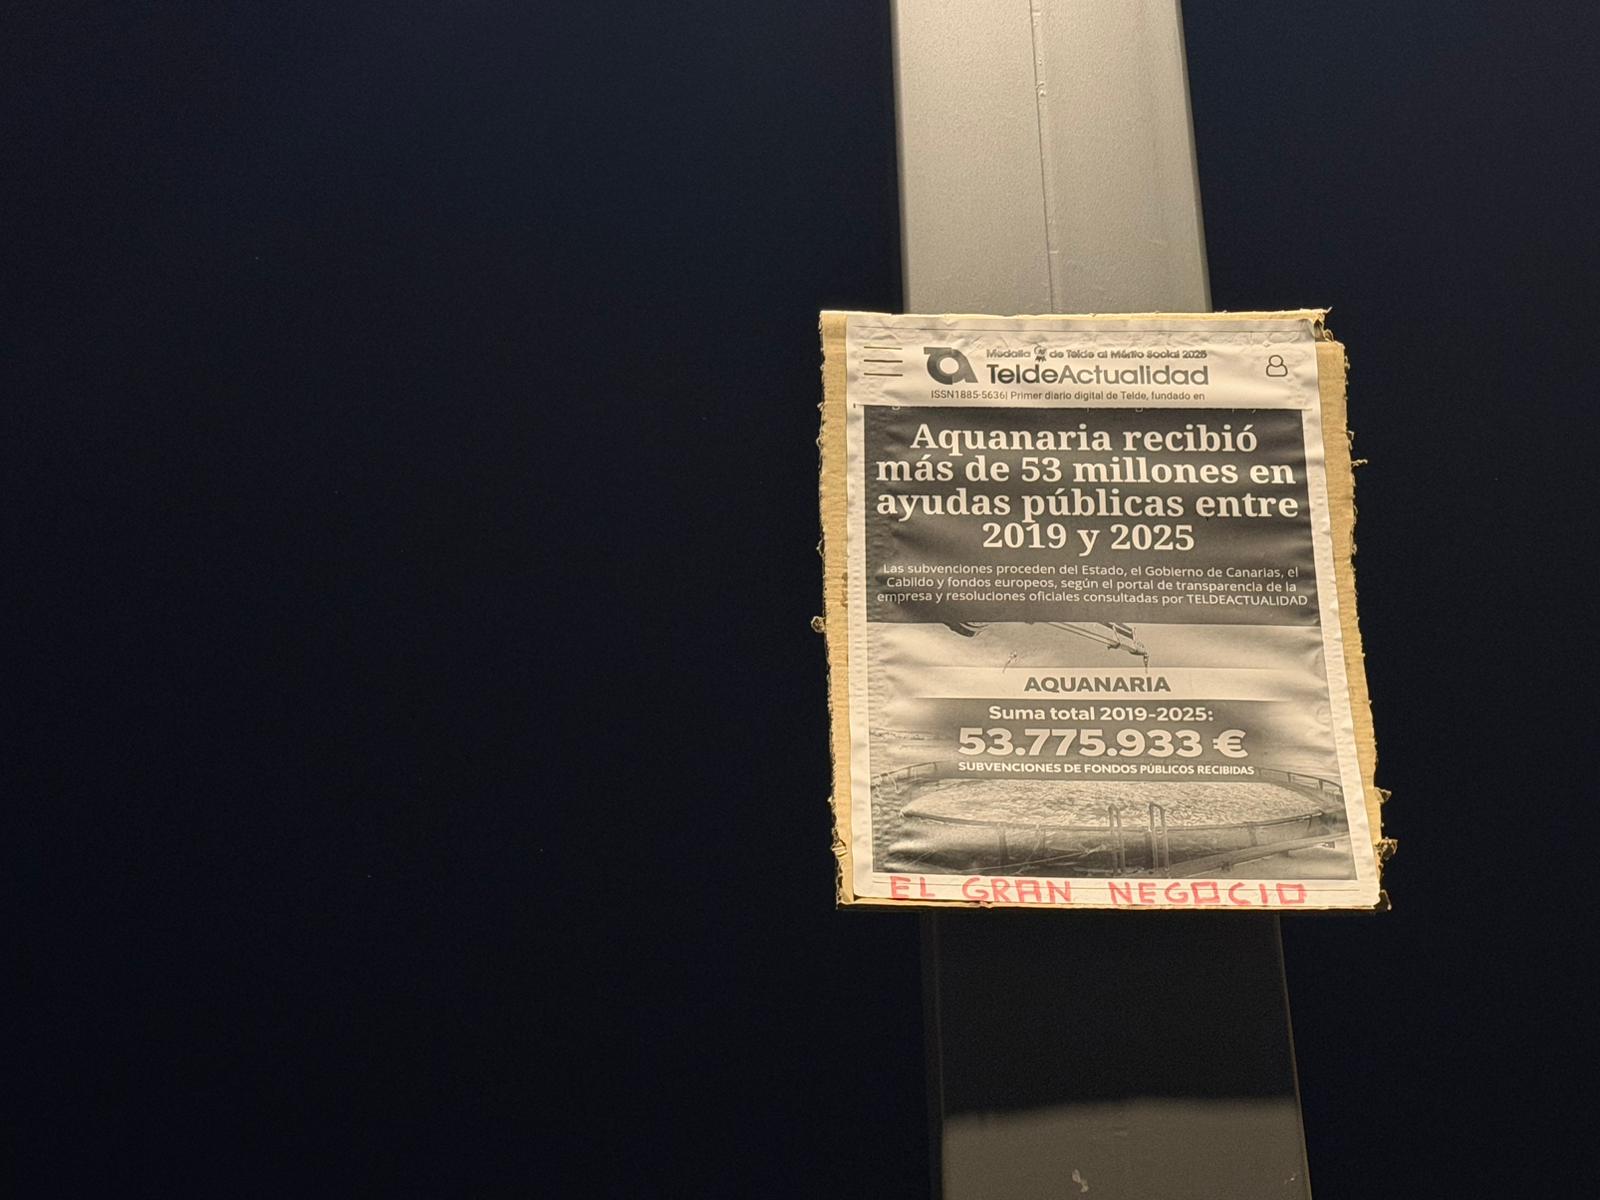 Medalla de Telde al Mérito Social 2025
TeldeActualidad
ISSN1885-5636| Primer diario digital de Telde, fundado en
Aquanaria recibió
más de 53 millones en
ayudas públicas entre
2019 y 2025
Las subvenciones proceden del Estado, el Gobierno de Canarias, el
Cabildo y fondos europeos, según el portal de transparencia de la
empresa y resoluciones oficiales consultadas por TELDEACTUALIDAD
AQUANARIA
Suma total 2019-2025:
53.775.933 €
SUBVENCIONES DE FONDOS PÚBLICOS RECIBIDAS
EL GRAN NEGOCIO